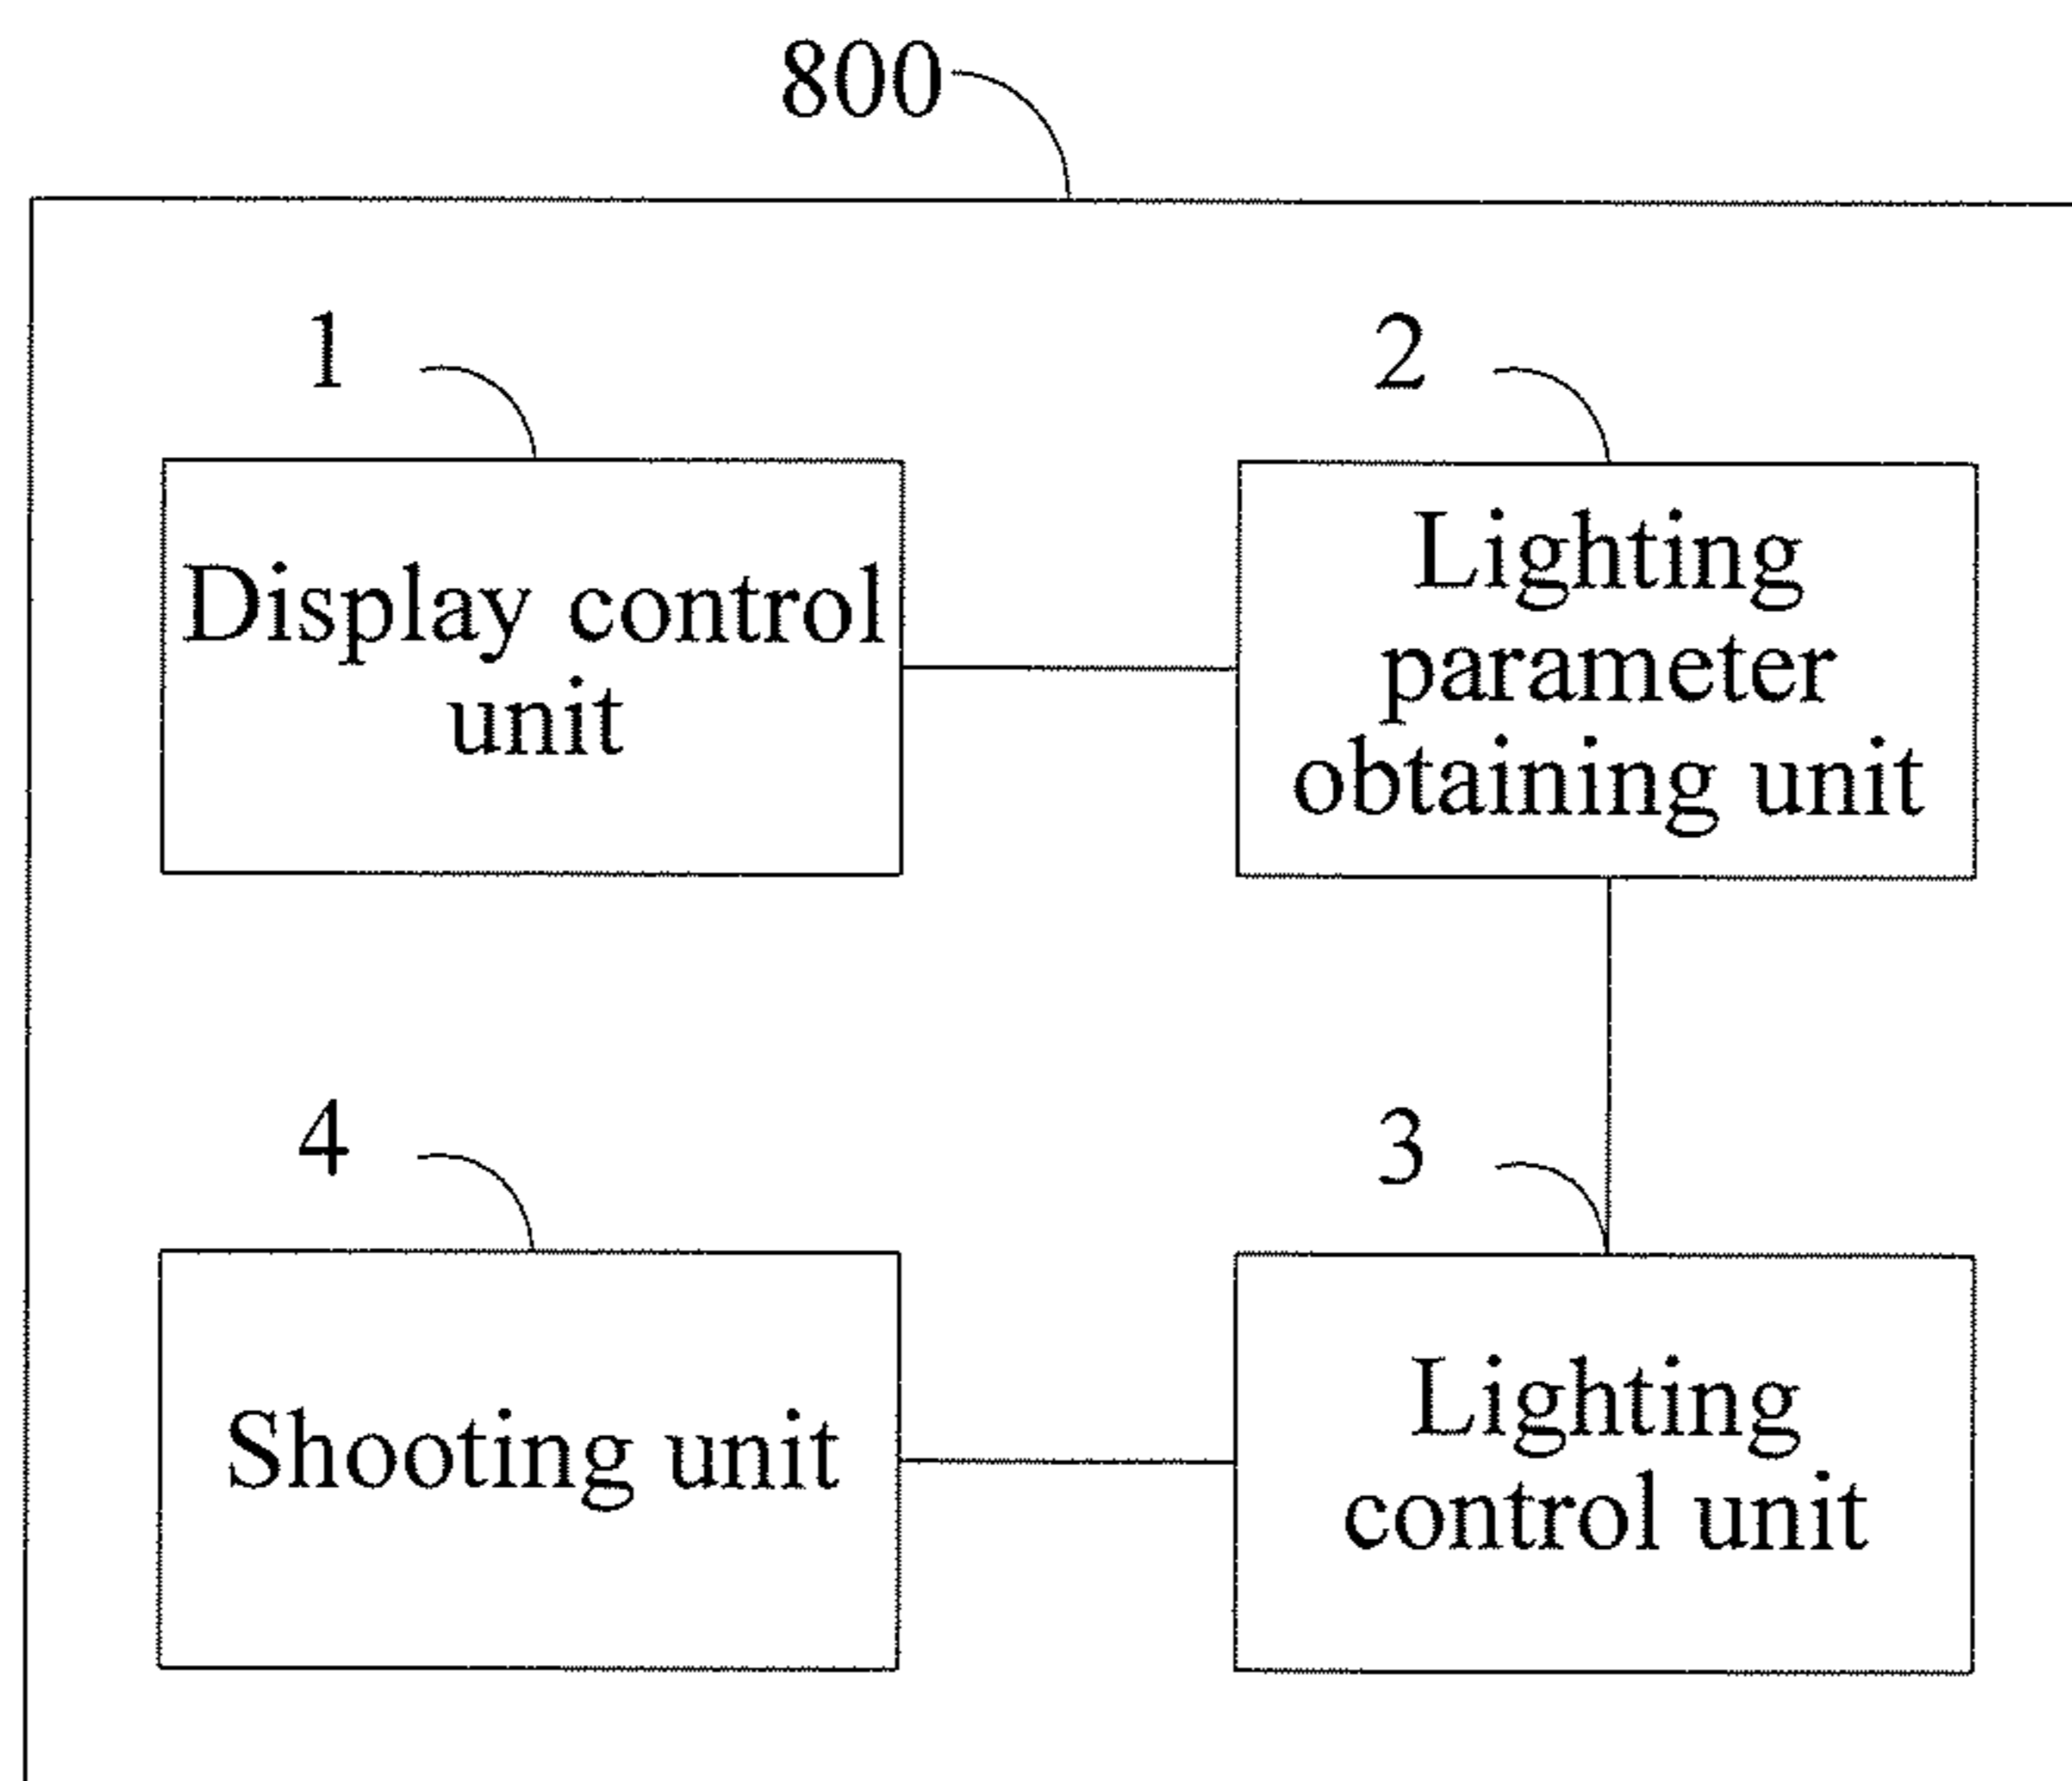 800
1
2
Display control
unit
Lighting
parameter
obtaining unit
4
3
Shooting unit
Lighting
control unit